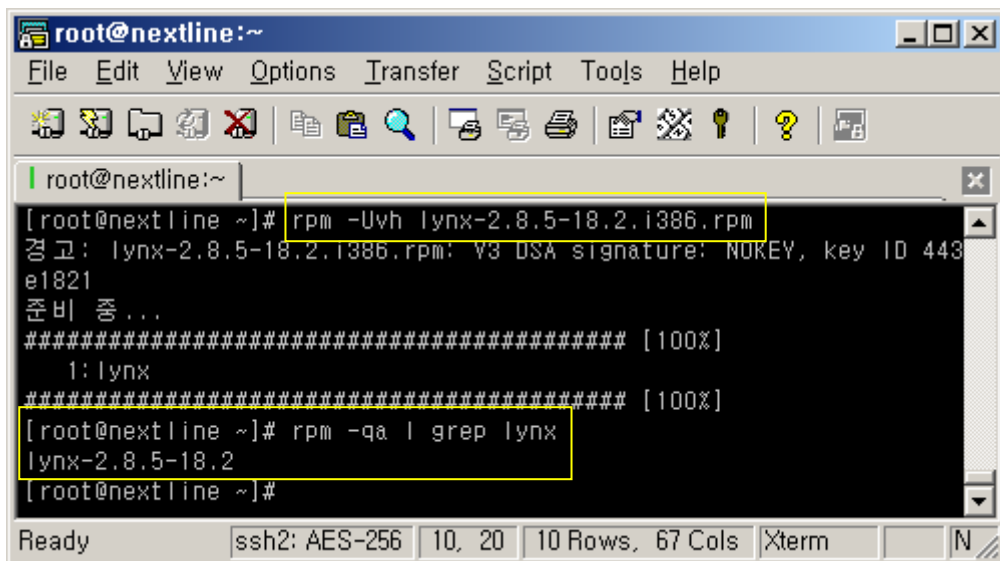 root@nextline:~
File Edit View Options Transfer Script Tools Help
root@nextline:~
[root@nextline ~]# rpm -Uvh lynx-2.8.5-18.2.i386.rpm
경고: lynx-2.8.5-18.2.i386.rpm: V3 DSA signature: NOKEY, key ID 443
e1821
준비 중...
########################################### [100%]
1:lynx
########################################### [100%]
[root@nextline ~]# rpm -qa | grep lynx
lynx-2.8.5-18.2
[root@nextline ~]#
Ready ssh2: AES-256 10, 20 10 Rows, 67 Cols Xterm N